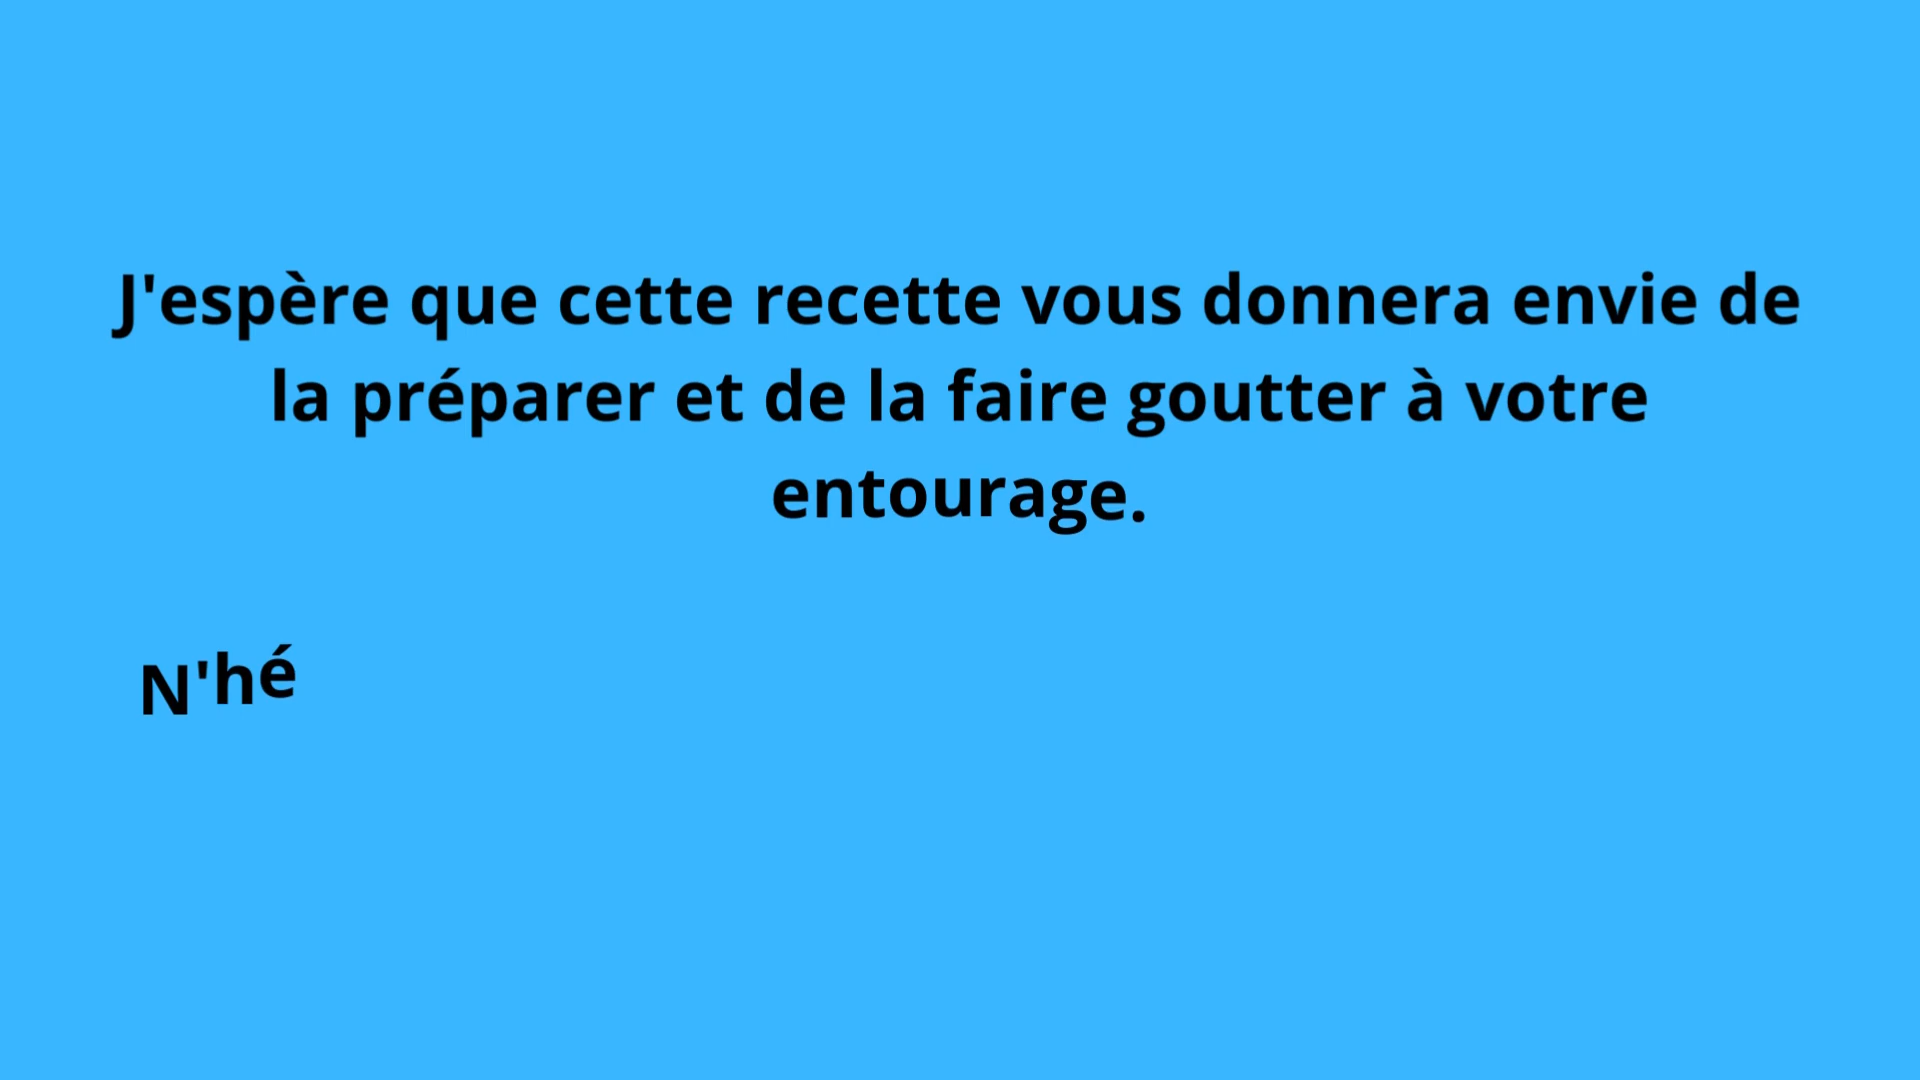 J'espère que cette recette vous donnera envie de
la préparer et de la faire goutter à votre
entourage.
N'hé